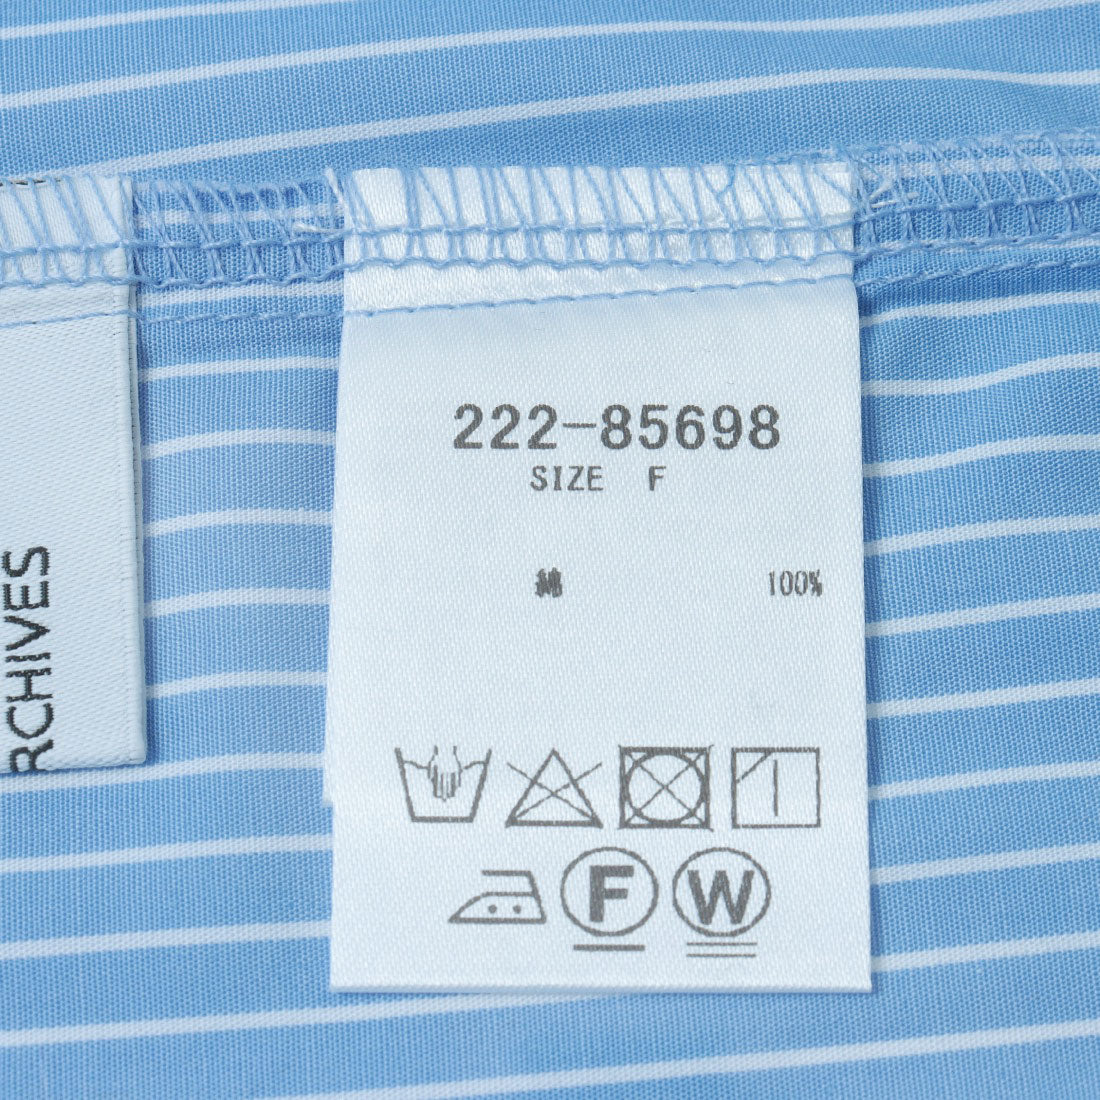 222-85698
SIZE F
綿 100%
F W
RCHIVES